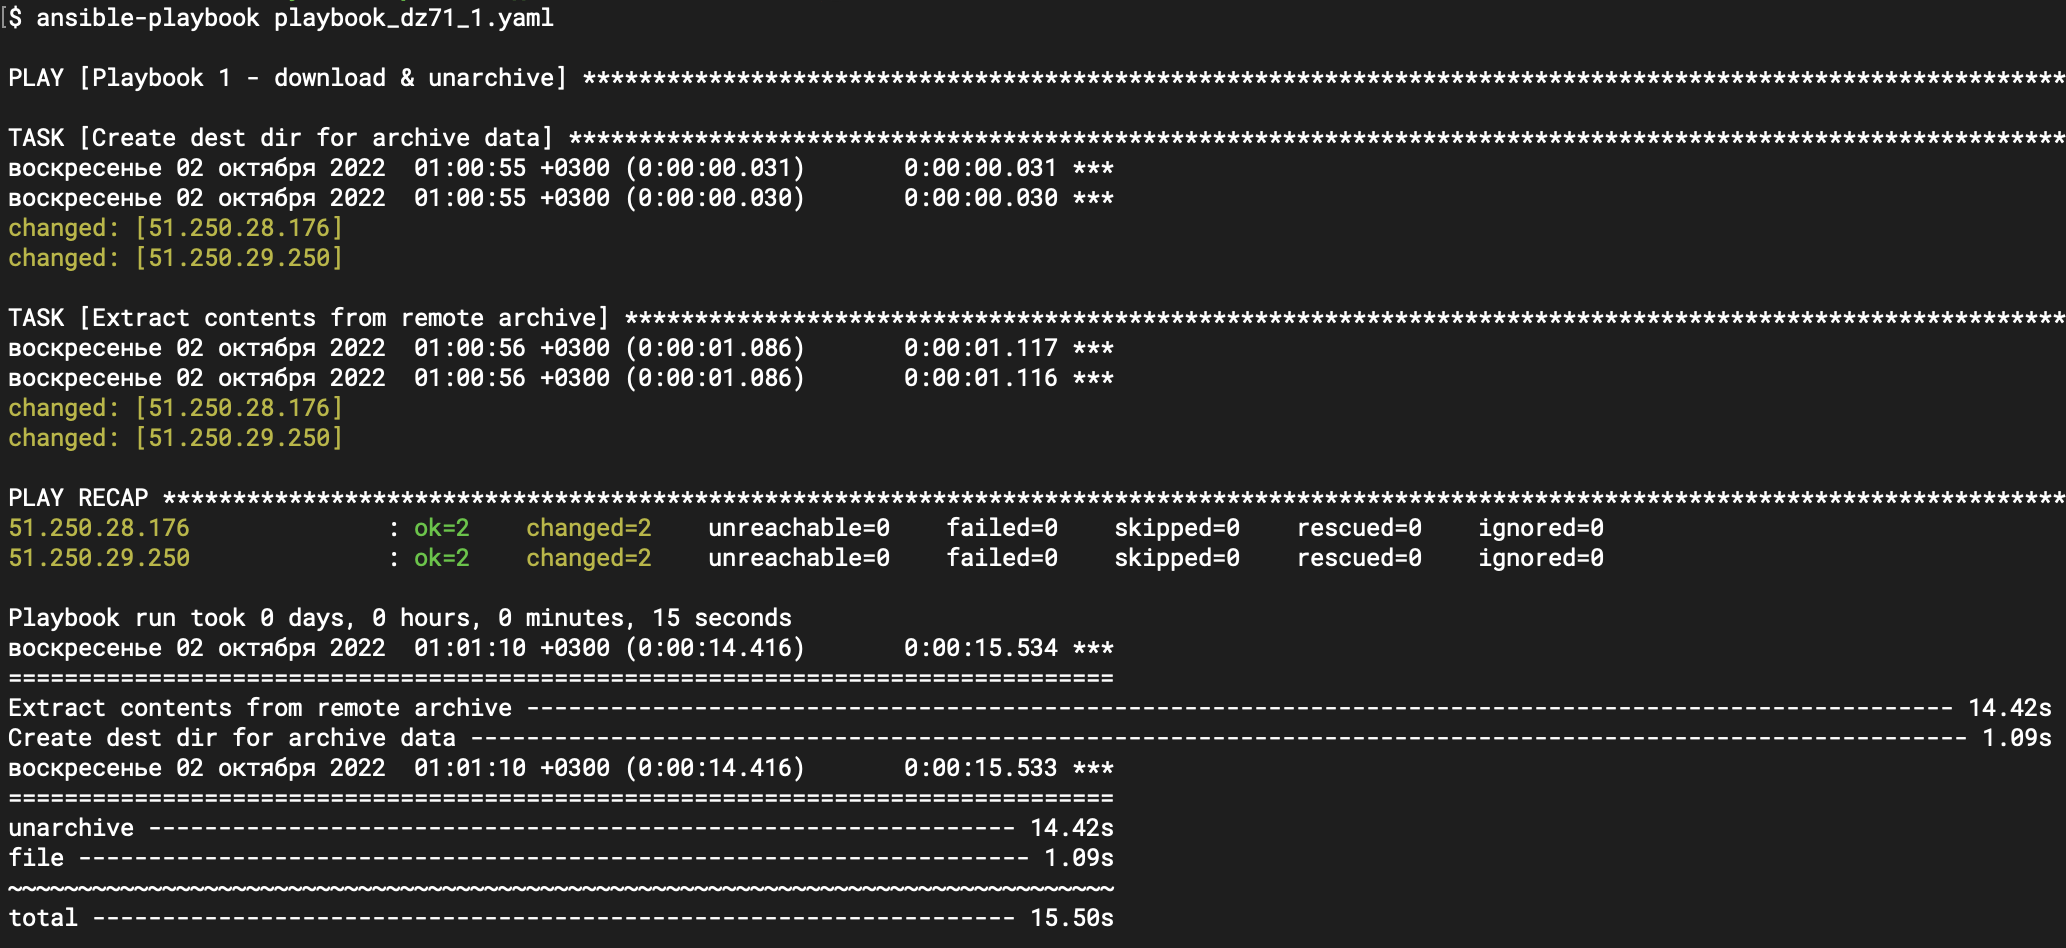 $ ansible-playbook playbook_dz71_1.yaml
PLAY [Playbook 1 - download & unarchive] **********************************************************************************************************
TASK [Create dest dir for archive data] ***********************************************************************************************************
воскресенье 02 октября 2022  01:00:55 +0300 (0:00:00.031)       0:00:00.031 ***
воскресенье 02 октября 2022  01:00:55 +0300 (0:00:00.030)       0:00:00.030 ***
changed: [51.250.28.176]
changed: [51.250.29.250]
TASK [Extract contents from remote archive] *******************************************************************************************************
воскресенье 02 октября 2022  01:00:56 +0300 (0:00:01.086)       0:00:01.117 ***
воскресенье 02 октября 2022  01:00:56 +0300 (0:00:01.086)       0:00:01.116 ***
changed: [51.250.28.176]
changed: [51.250.29.250]
PLAY RECAP ****************************************************************************************************************************************
51.250.28.176              : ok=2    changed=2    unreachable=0    failed=0    skipped=0    rescued=0    ignored=0
51.250.29.250              : ok=2    changed=2    unreachable=0    failed=0    skipped=0    rescued=0    ignored=0
Playbook run took 0 days, 0 hours, 0 minutes, 15 seconds
воскресенье 02 октября 2022  01:01:10 +0300 (0:00:14.416)       0:00:15.534 ***
===============================================================================
Extract contents from remote archive ------------------------------------------------------------------------------------------------------ 14.42s
Create dest dir for archive data ----------------------------------------------------------------------------------------------------------- 1.09s
воскресенье 02 октября 2022  01:01:10 +0300 (0:00:14.416)       0:00:15.533 ***
===============================================================================
unarchive -------------------------------------------------------------- 14.42s
file -------------------------------------------------------------------- 1.09s
~~~~~~~~~~~~~~~~~~~~~~~~~~~~~~~~~~~~~~~~~~~~~~~~~~~~~~~~~~~~~~~~~~~~~~~~~~~~~~~
total ------------------------------------------------------------------ 15.50s